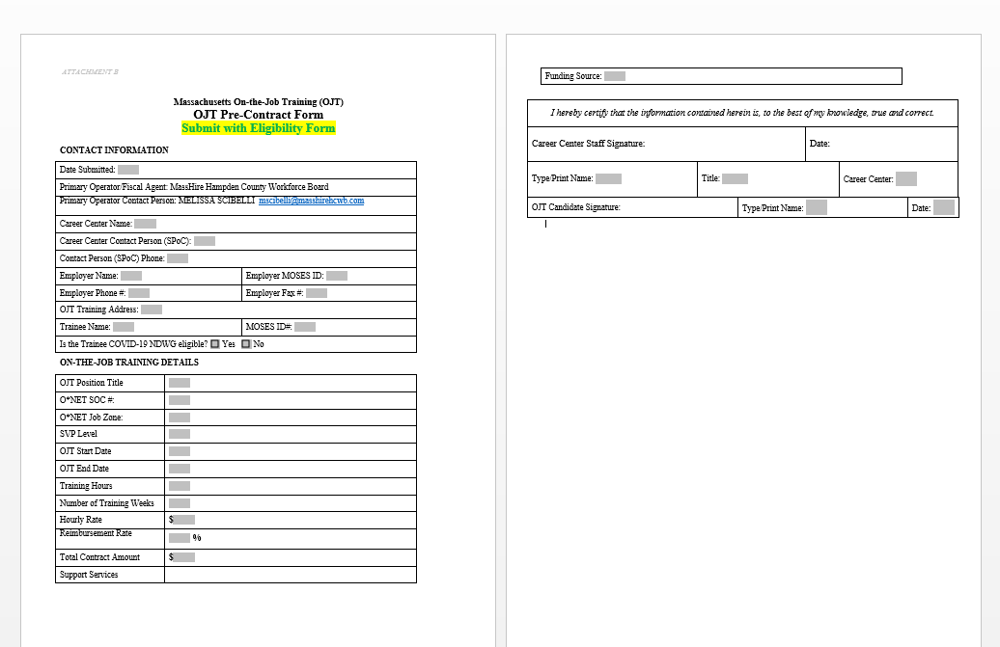 ATTACHMENT B
Massachusetts On-the-Job Training (OJT)
OJT Pre-Contract Form
Submit with Eligibility Form
CONTACT INFORMATION
Date Submitted:
Primary Operator/Fiscal Agent: MassHire Hampden County Workforce Board
Primary Operator Contact Person: MELISSA SCIBELLI mscibelli@masshirehcwb.com
Career Center Name:
Career Center Contact Person (SPoC):
Contact Person (SPoC) Phone:
Employer Name: Employer MOSES ID:
Employer Phone #: Employer Fax #:
OJT Training Address:
Trainee Name: MOSES ID#:
Is the Trainee COVID-19 NDWG eligible? Yes No
ON-THE-JOB TRAINING DETAILS
OJT Position Title
O*NET SOC #:
O*NET Job Zone:
SVP Level
OJT Start Date
OJT End Date
Training Hours
Number of Training Weeks
Hourly Rate $
Reimbursement Rate %
Total Contract Amount $
Support Services
Funding Source:
I hereby certify that the information contained herein is, to the best of my knowledge, true and correct.
Career Center Staff Signature: Date:
Type/Print Name: Title: Career Center:
OJT Candidate Signature: Type/Print Name: Date: